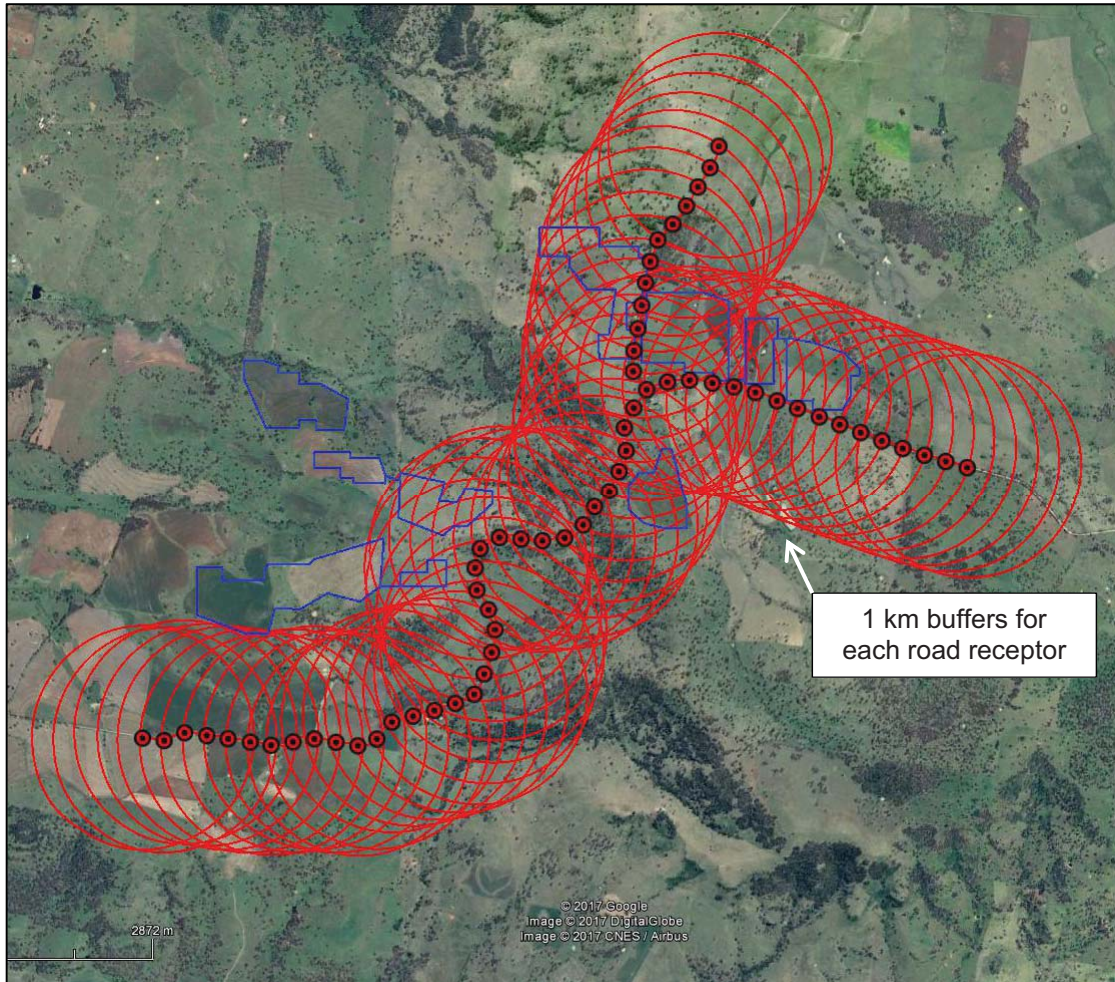 1 km buffers for
each road receptor
© 2017 Google
Image © 2017 DigitalGlobe
Image © 2017 CNES / Airbus
2872 m